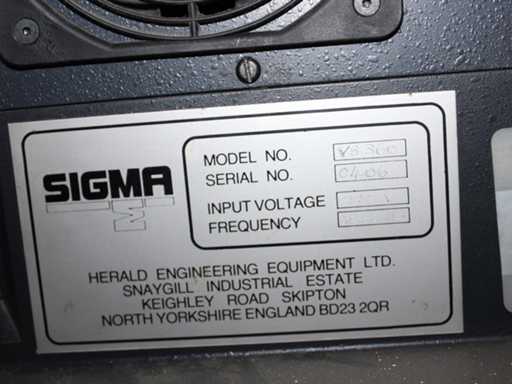 SIGMA
MODEL NO.
SERIAL NO. 0406
INPUT VOLTAGE
FREQUENCY
HERALD ENGINEERING EQUIPMENT LTD.
SNAYGILL INDUSTRIAL ESTATE
KEIGHLEY ROAD SKIPTON
NORTH YORKSHIRE ENGLAND BD23 2QR